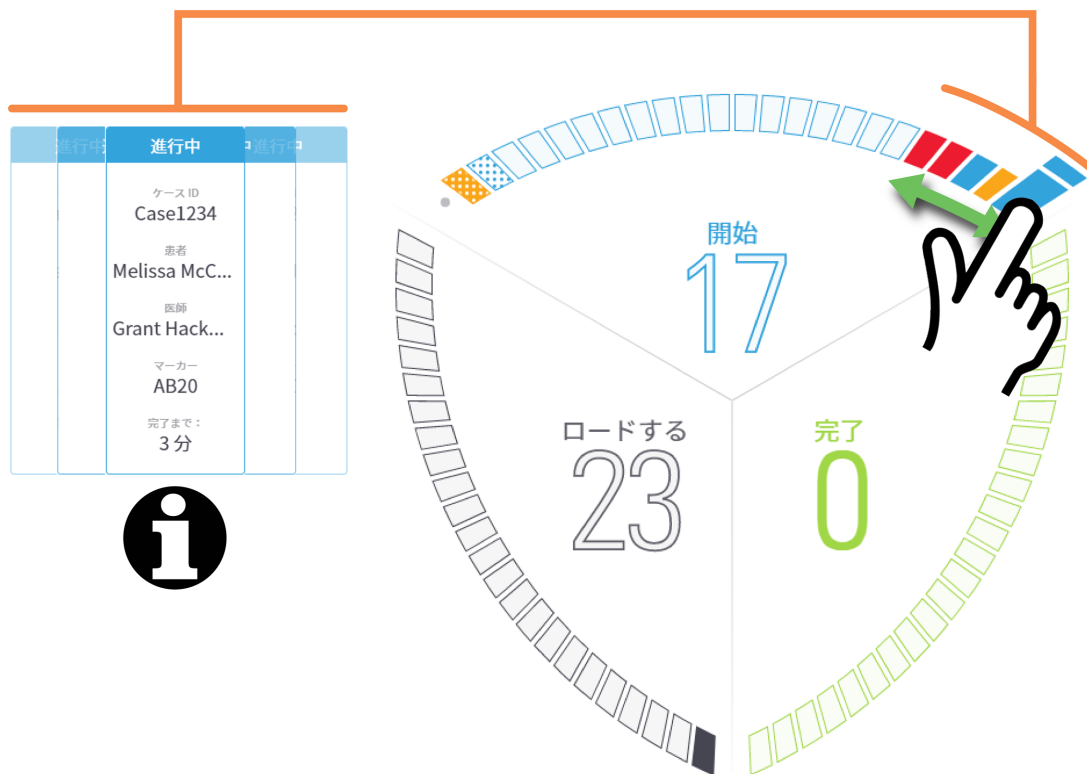 進行中 進行中 中 進行中
ケース ID
Case1234
患者
Melissa McC...
医師
Grant Hack...
マーカー
AB20
完了まで：
3 分
開始
17
ロードする
23
完了
0